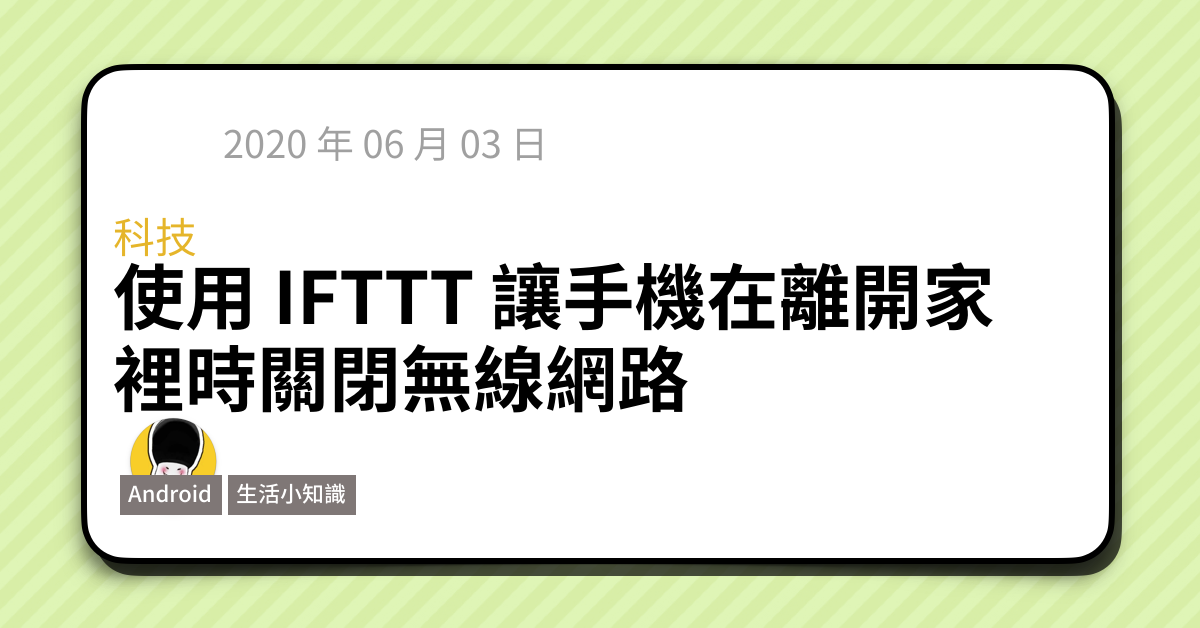 2020 年 06 月 03 日
科技
使用 IFTTT 讓手機在離開家
裡時關閉無線網路
Android 生活小知識